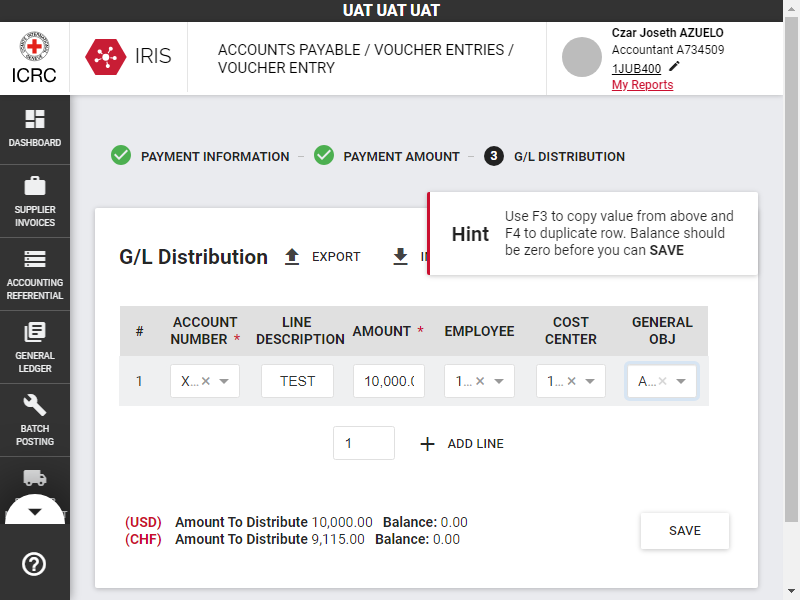 UAT UAT UAT
ICRC
IRIS
ACCOUNTS PAYABLE / VOUCHER ENTRIES /
VOUCHER ENTRY
Czar Joseth AZUELO
Accountant A734509
1JUB400
My Reports
DASHBOARD
SUPPLIER
INVOICES
ACCOUNTING
REFERENTIAL
GENERAL
LEDGER
BATCH
POSTING
PAYMENT INFORMATION
PAYMENT AMOUNT
3 G/L DISTRIBUTION
Hint
Use F3 to copy value from above and
F4 to duplicate row. Balance should
be zero before you can SAVE
G/L Distribution
EXPORT
# ACCOUNT NUMBER * LINE DESCRIPTION AMOUNT * EMPLOYEE COST CENTER GENERAL OBJ
1 X... TEST 10,000.0 1... 1... A...
1 ADD LINE
(USD) Amount To Distribute 10,000.00 Balance: 0.00
(CHF) Amount To Distribute 9,115.00 Balance: 0.00
SAVE